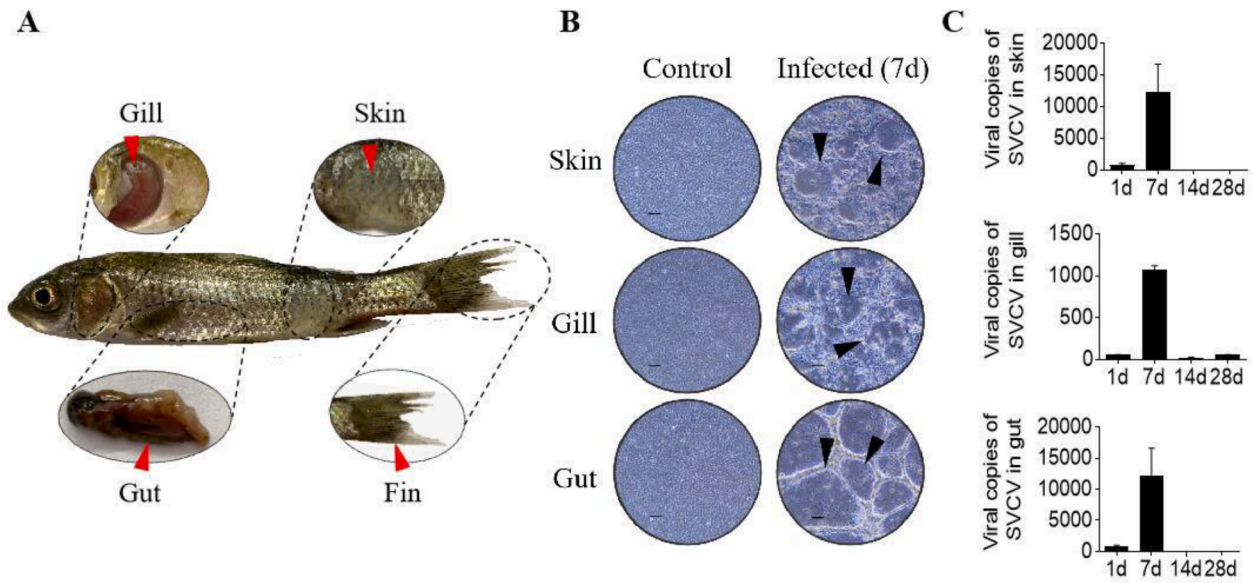 A
Gill
Skin
Gut
Fin
B
Control
Infected (7d)
Skin
Gill
Gut
C
Viral copies of
SVCV in skin
20000
15000
10000
5000
0
1d 7d 14d 28d
Viral copies of
SVCV in gill
1500
1000
500
0
1d 7d 14d 28d
Viral copies of
SVCV in gut
20000
15000
10000
5000
0
1d 7d 14d 28d